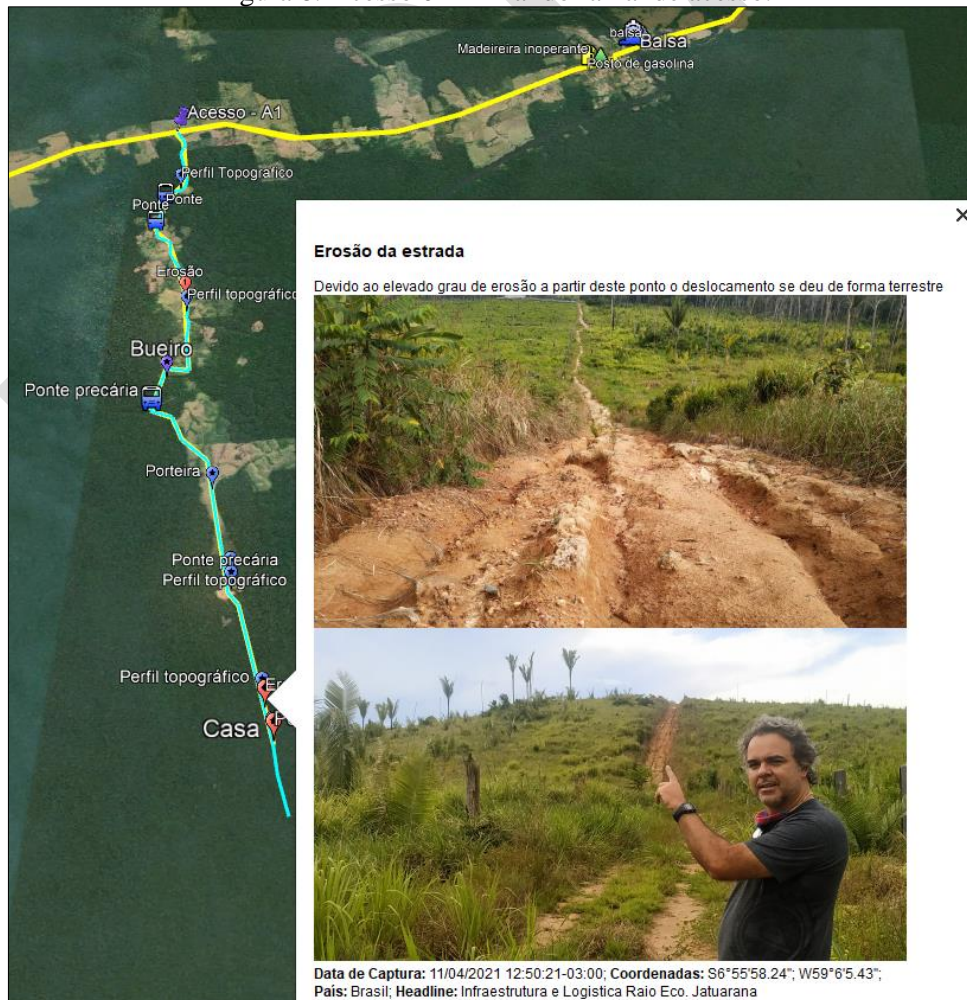 balsa
Madeireira inoperante
Balsa
Posto de gasolina
Acesso - A1
Perfil Topográfico
Ponte
Ponte
Erosão da estrada
Erosão
Devido ao elevado grau de erosão a partir deste ponto o deslocamento se deu de forma terrestre
Perfil topográfico
Bueiro
Ponte precária
Porteira
Ponte precária
Perfil topográfico
Perfil topográfico
Er
Casa
Data de Captura: 11/04/2021 12:50:21-03:00; Coordenadas: S6°55'58.24"; W59°6'5.43";
País: Brasil; Headline: Infraestrutura e Logistica Raio Eco. Jatuarana